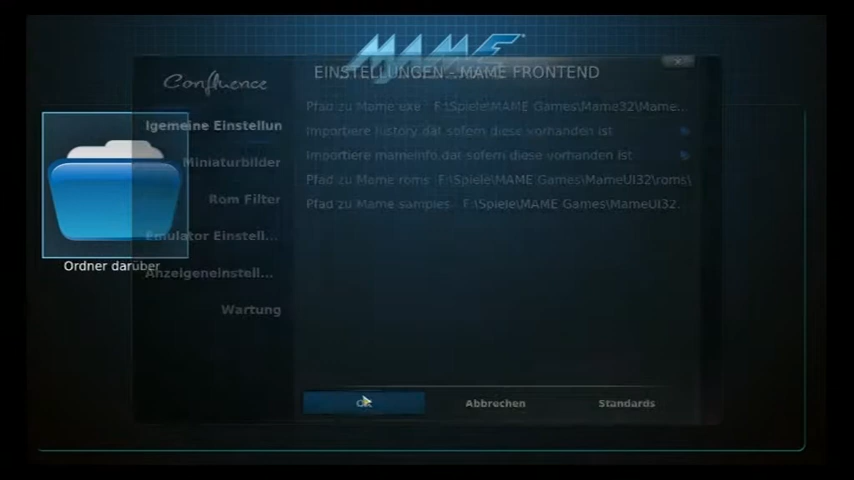 MAME
Confluence
EINSTELLUNGEN - MAME FRONTEND
Pfad zu Mame exe F:\Spiele\MAME Games\Mame32\Mame...
lgemeine Einstellun
Importiere history dat sofern diese vorhanden ist
Importiere mameinfo dat sofern diese vorhanden ist
Miniaturbilder
Pfad zu Mame roms F:\Spiele\MAME Games\MameUI32\roms\
Rom Filter
Pfad zu Mame samples F:\Spiele\MAME Games\MameUI32.
Emulator Einstell...
Ordner darüber
Anzeigeneinstell...
Wartung
OK
Abbrechen
Standards